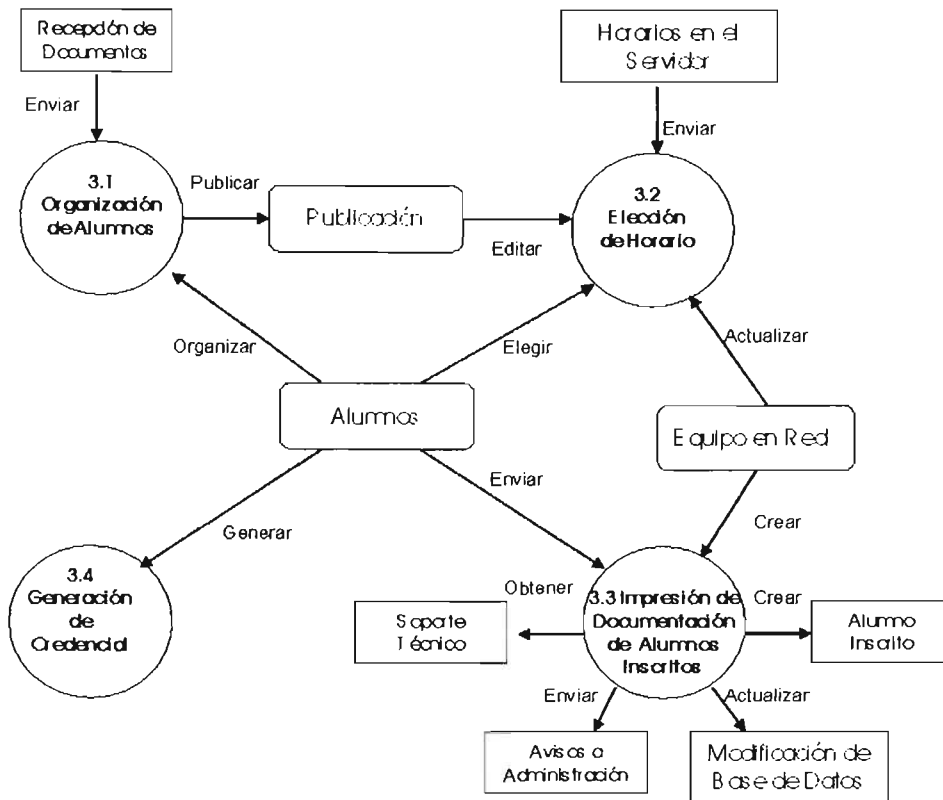 Recepción de
Documentos
Horarios en el
Servidor
Enviar
Enviar
3.1
Organización
de Alumnos
Publicar
Publicación
Editar
3.2
Elección
de Horario
Organizar
Elegir
Actualizar
Alumnos
Equipo en Red
Enviar
Generar
Crear
3.4
Generación
de
Credencial
Obtener
3.3 Impresión de
Documentación
de Alumnos
Inscritos
Crear
Soporte
Técnico
Alumno
Inscrito
Enviar
Actualizar
Avisos a
Administración
Modificación de
Base de Datos